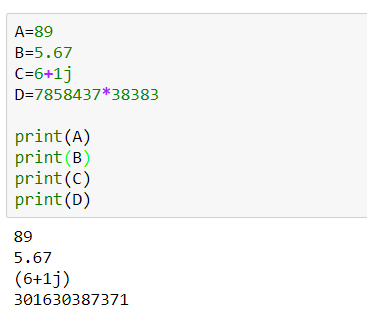 A=89
B=5.67
C=6+1j
D=7858437*38383
print(A)
print(B)
print(C)
print(D)
89
5.67
(6+1j)
301630387371